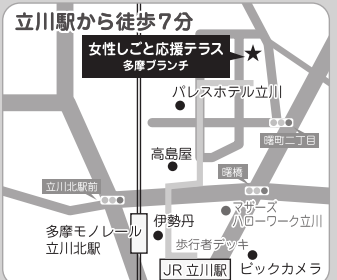 立川駅から徒歩7分
女性しごと応援テラス
多摩ブランチ
パレスホテル立川
曙町二丁目
高島屋
曙橋
立川北駅前
マザーズ
ハローワーク立川
多摩モノレール
立川北駅
伊勢丹
歩行者デッキ
JR 立川駅
ビックカメラ